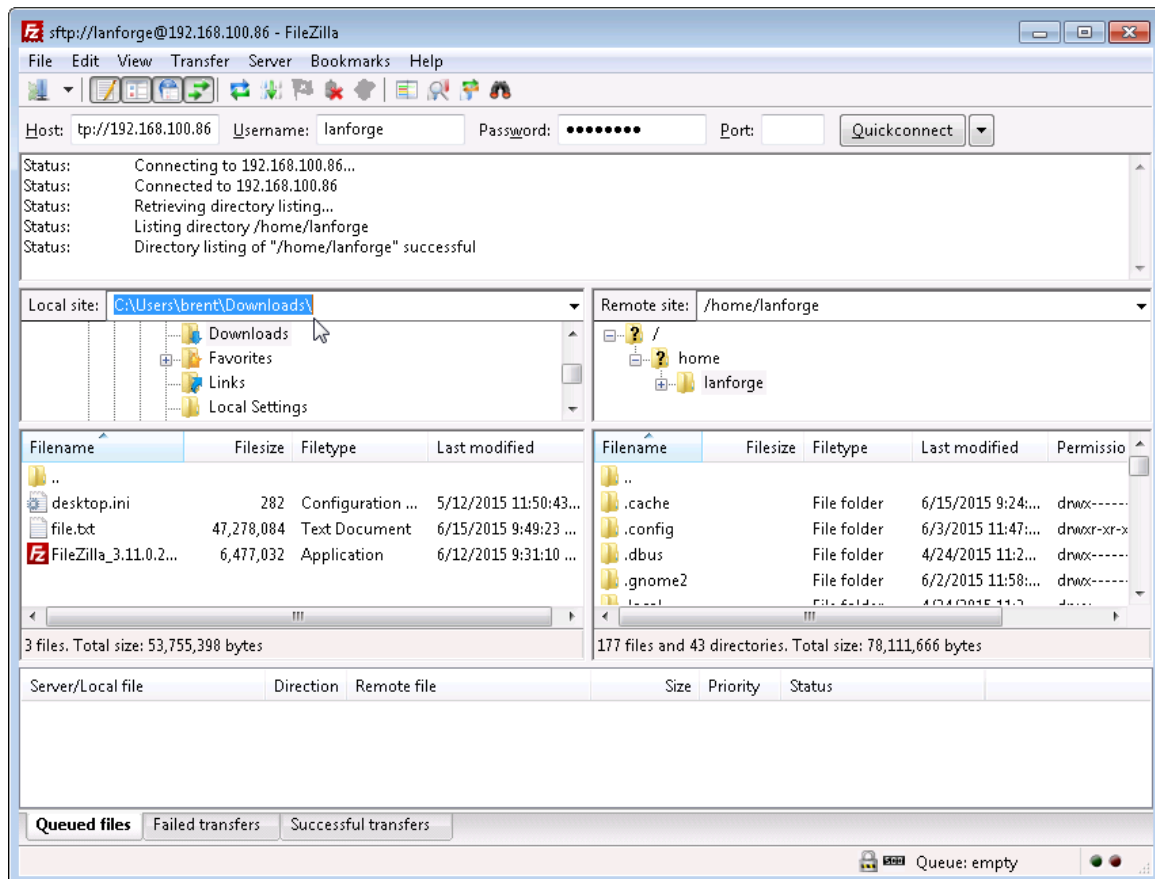 sftp://lanforge@192.168.100.86 - FileZilla
File Edit View Transfer Server Bookmarks Help
Host: tp://192.168.100.86 Username: lanforge Password: ●●●●●●●● Port: Quickconnect
Status: Connecting to 192.168.100.86...
Status: Connected to 192.168.100.86
Status: Retrieving directory listing...
Status: Listing directory /home/lanforge
Status: Directory listing of "/home/lanforge" successful
Local site: C:\Users\brent\Downloads\
Downloads
Favorites
Links
Local Settings
Remote site: /home/lanforge
/
home
lanforge
Filename Filesize Filetype Last modified
..
desktop.ini 282 Configuration ... 5/12/2015 11:50:43...
file.txt 47,278,084 Text Document 6/15/2015 9:49:23 ...
FileZilla_3.11.0.2... 6,477,032 Application 6/12/2015 9:31:10 ...
3 files. Total size: 53,755,398 bytes
Filename Filesize Filetype Last modified Permissio
..
.cache File folder 6/15/2015 9:24:... drwx------
.config File folder 6/3/2015 11:47:... drwxr-xr-x
.dbus File folder 4/24/2015 11:2... drwx------
.gnome2 File folder 6/2/2015 11:58:... drwx------
.local File folder 4/24/2015 11:2...
177 files and 43 directories. Total size: 78,111,666 bytes
Server/Local file Direction Remote file Size Priority Status
Queued files Failed transfers Successful transfers
Queue: empty